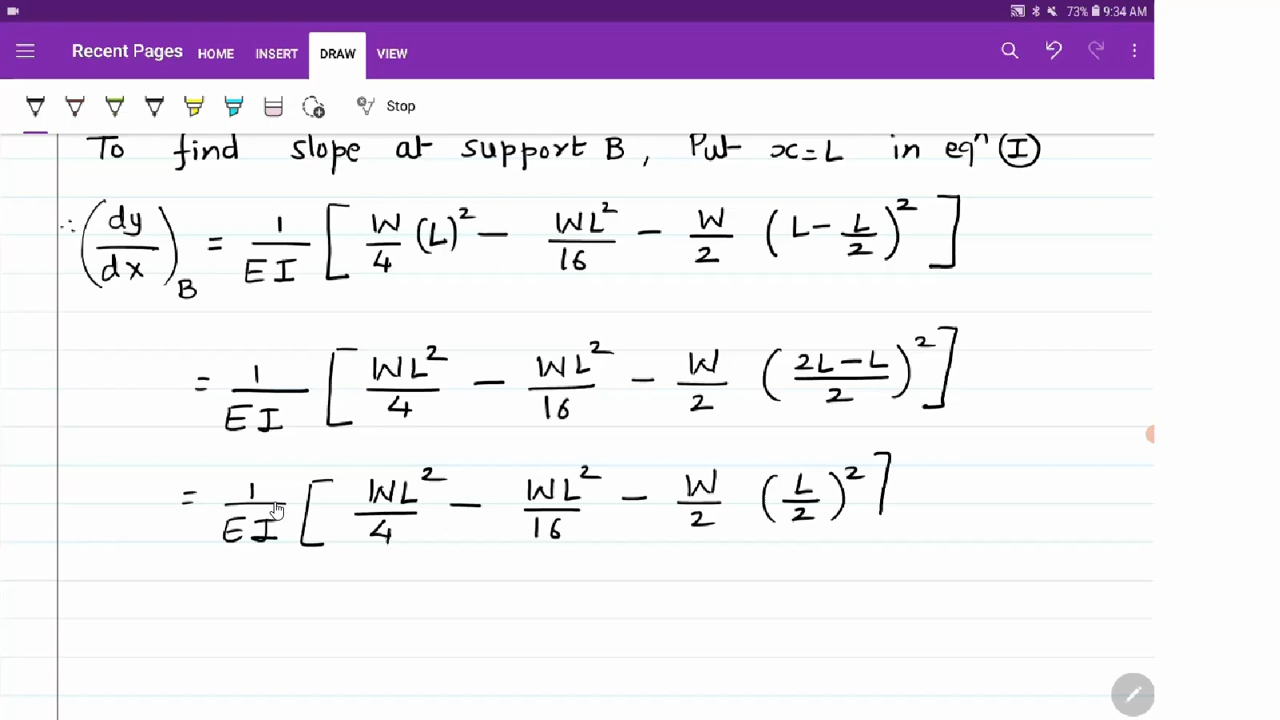 73% 9:34 AM
Recent Pages HOME INSERT DRAW VIEW
Stop
To find slope at support B, Put x=L in eqⁿ (I)
∴ (dy/dx)_B = 1/EI [ W/4 (L)² − WL²/16 − W/2 (L − L/2)² ]
= 1/EI [ WL²/4 − WL²/16 − W/2 ((2L−L)/2)² ]
= 1/EI [ WL²/4 − WL²/16 − W/2 (L/2)² ]